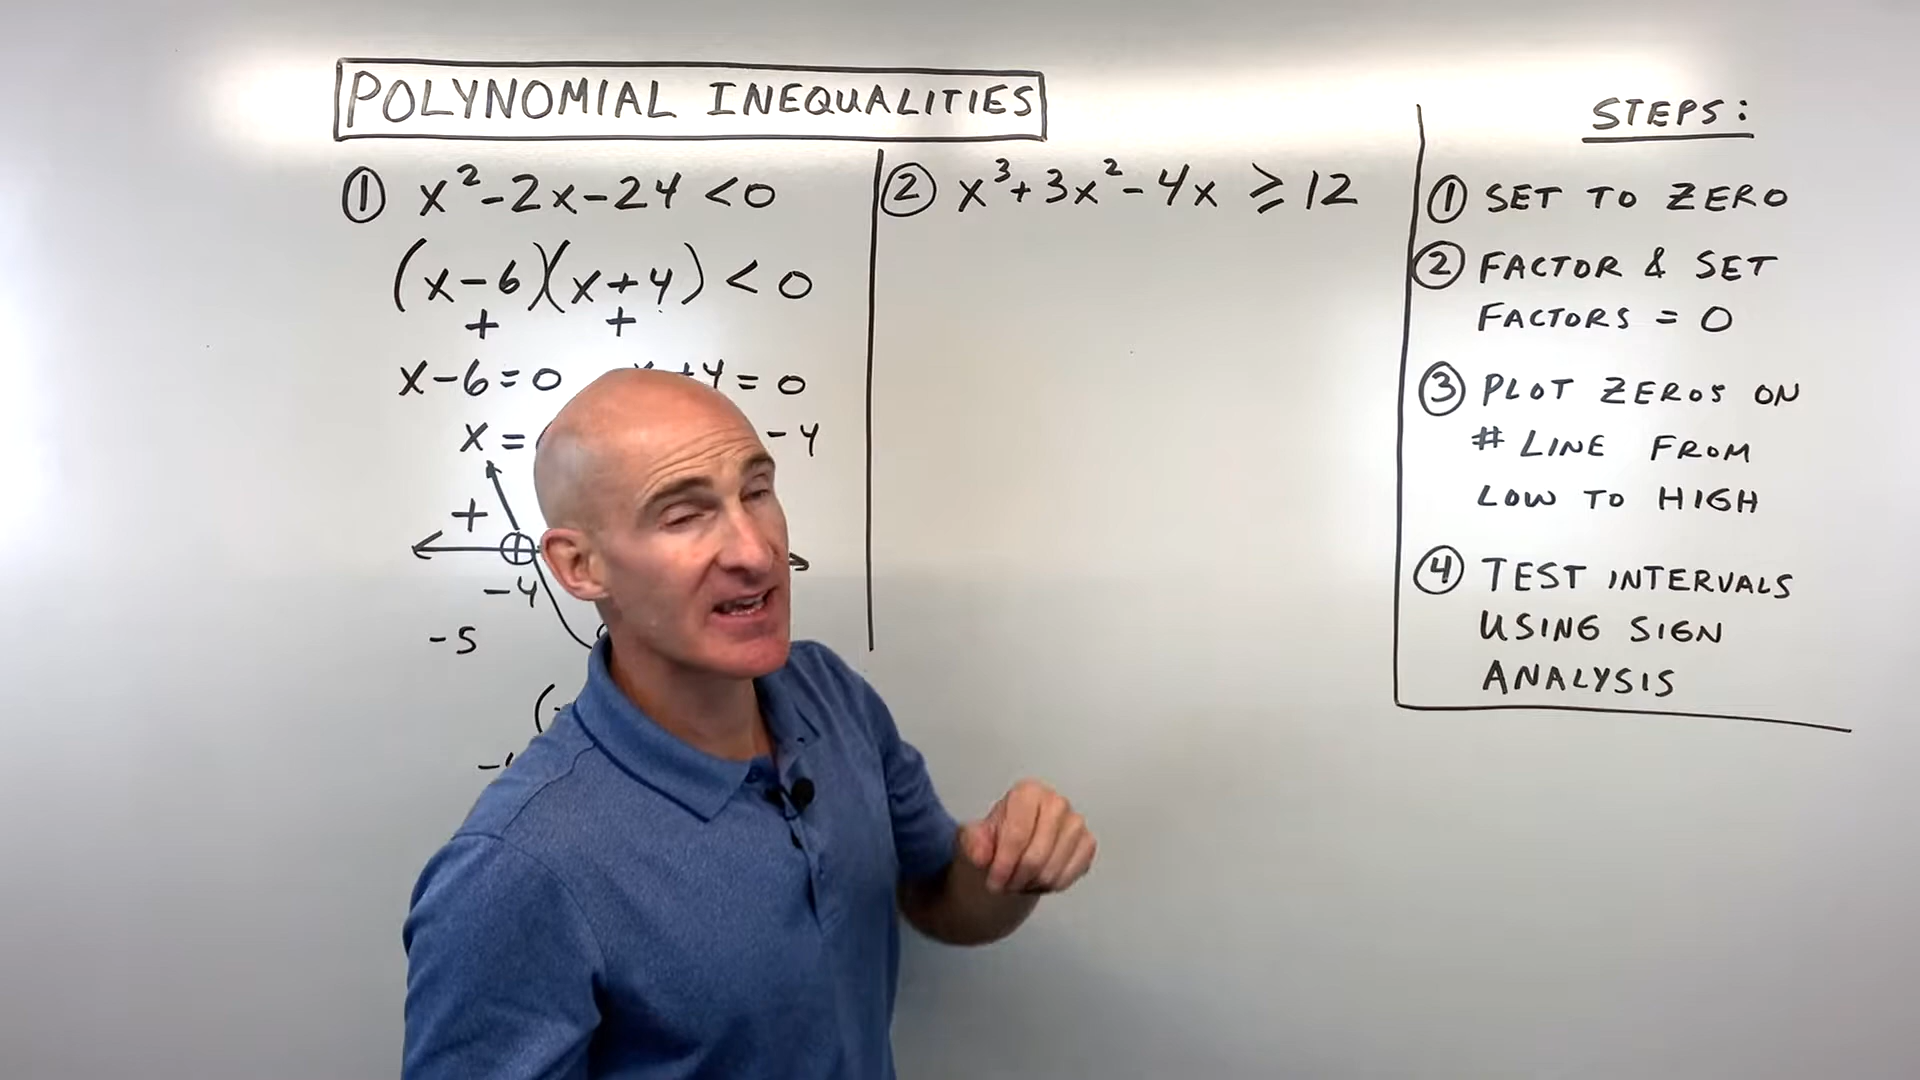 POLYNOMIAL INEQUALITIES
① x² - 2x - 24 < 0
(x - 6)(x + 4) < 0
+ +
x - 6 = 0 + 4 = 0
x = - 4
+
- 4
- 5
② x³ + 3x² - 4x ≥ 12
STEPS:
① SET TO ZERO
② FACTOR & SET
FACTORS = 0
③ PLOT ZEROS ON
# LINE FROM
LOW TO HIGH
④ TEST INTERVALS
USING SIGN
ANALYSIS